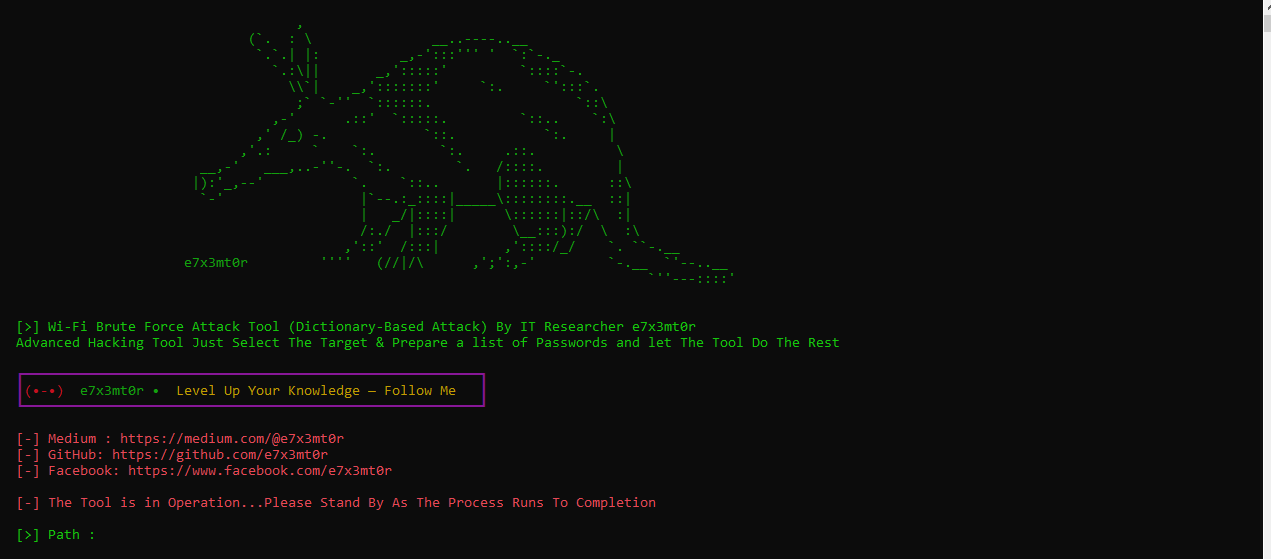 e7x3mt0r
[>] Wi-Fi Brute Force Attack Tool (Dictionary-Based Attack) By IT Researcher e7x3mt0r
Advanced Hacking Tool Just Select The Target & Prepare a list of Passwords and let The Tool Do The Rest
(•-•) e7x3mt0r • Level Up Your Knowledge — Follow Me
[-] Medium : https://medium.com/@e7x3mt0r
[-] GitHub: https://github.com/e7x3mt0r
[-] Facebook: https://www.facebook.com/e7x3mt0r
[-] The Tool is in Operation...Please Stand By As The Process Runs To Completion
[>] Path :